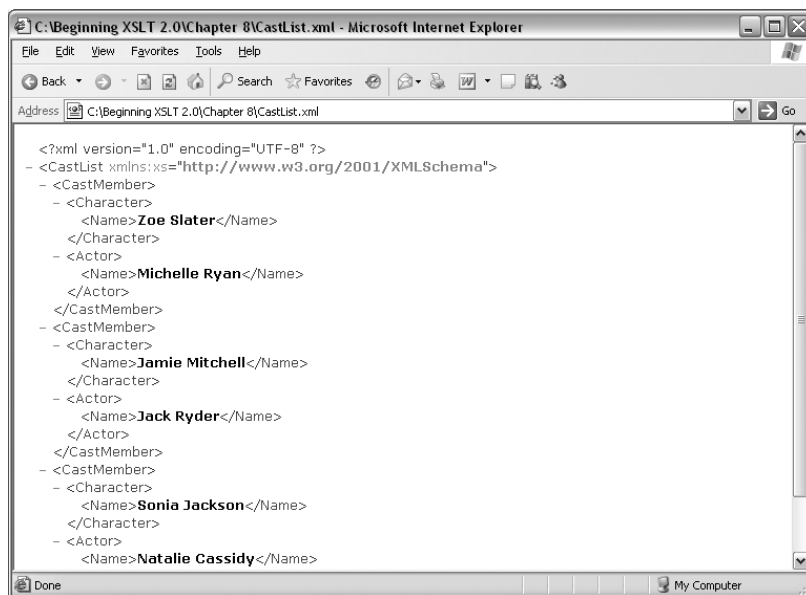 C:\Beginning XSLT 2.0\Chapter 8\CastList.xml - Microsoft Internet Explorer
File Edit View Favorites Tools Help
Back Search Favorites W
Address C:\Beginning XSLT 2.0\Chapter 8\CastList.xml Go
<?xml version="1.0" encoding="UTF-8" ?>
- <CastList xmlns:xs="http://www.w3.org/2001/XMLSchema">
- <CastMember>
- <Character>
<Name>Zoe Slater</Name>
</Character>
- <Actor>
<Name>Michelle Ryan</Name>
</Actor>
</CastMember>
- <CastMember>
- <Character>
<Name>Jamie Mitchell</Name>
</Character>
- <Actor>
<Name>Jack Ryder</Name>
</Actor>
</CastMember>
- <CastMember>
- <Character>
<Name>Sonia Jackson</Name>
</Character>
- <Actor>
<Name>Natalie Cassidy</Name>
Done My Computer